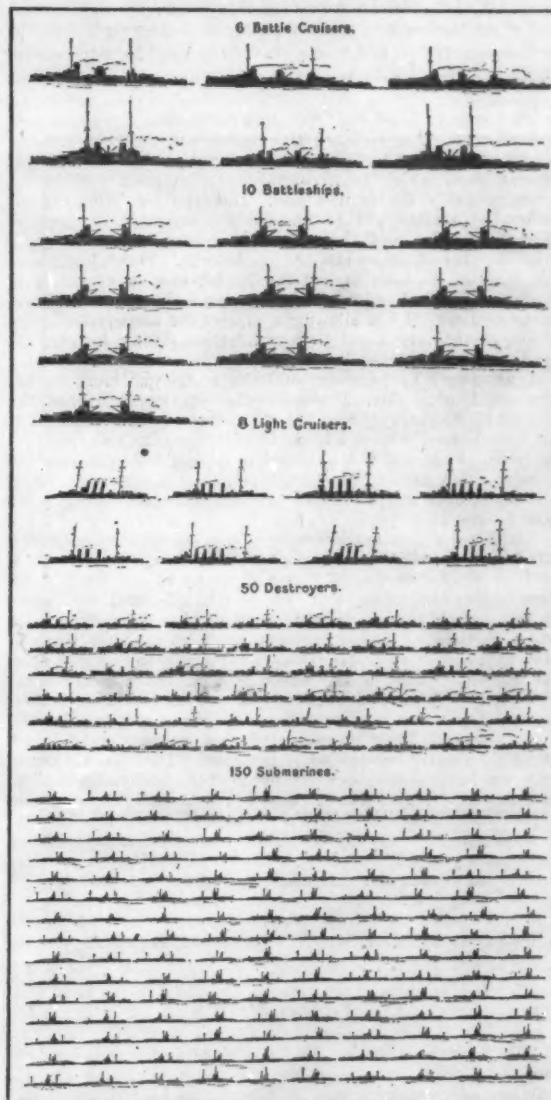 6 Battle Cruisers.
10 Battleships.
8 Light Cruisers.
50 Destroyers.
150 Submarines.